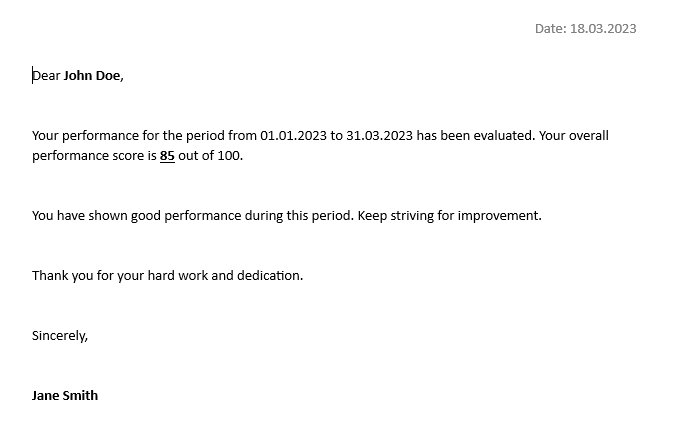 Date: 18.03.2023
Dear John Doe,
Your performance for the period from 01.01.2023 to 31.03.2023 has been evaluated. Your overall
performance score is 85 out of 100.
You have shown good performance during this period. Keep striving for improvement.
Thank you for your hard work and dedication.
Sincerely,
Jane Smith